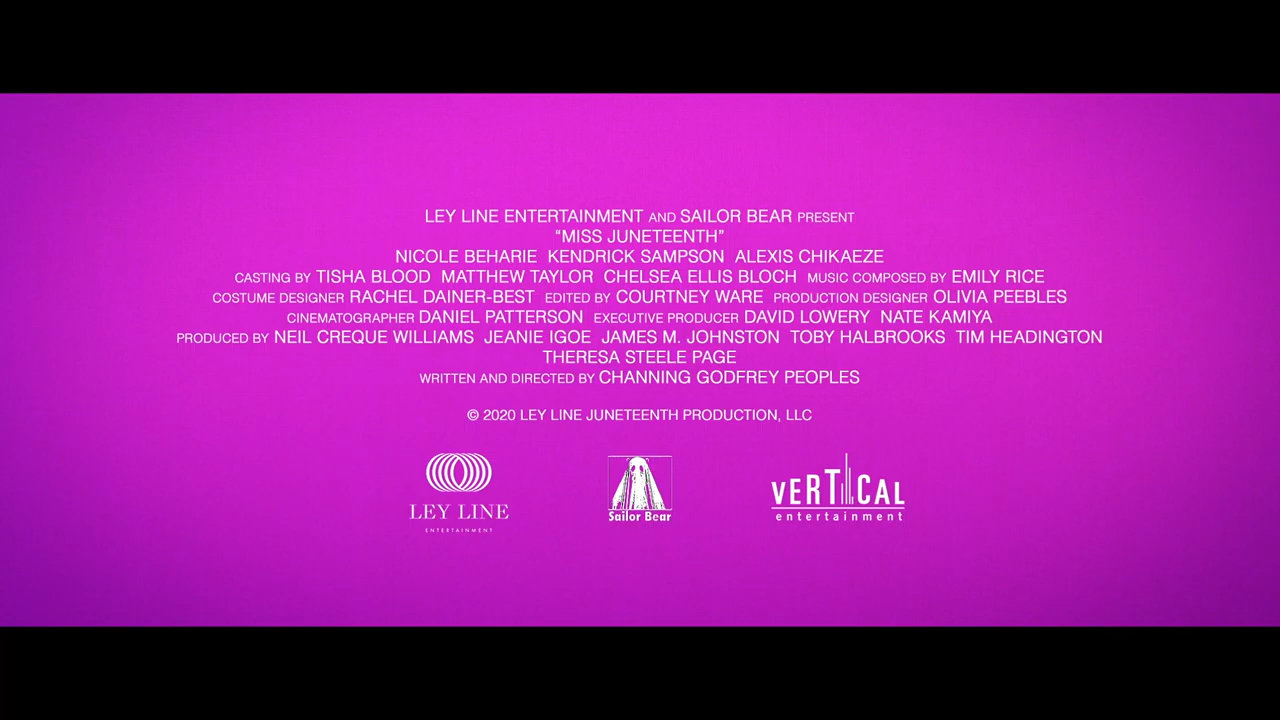 LEY LINE ENTERTAINMENT AND SAILOR BEAR PRESENT
“MISS JUNETEENTH”
NICOLE BEHARIE KENDRICK SAMPSON ALEXIS CHIKAEZE
CASTING BY TISHA BLOOD MATTHEW TAYLOR CHELSEA ELLIS BLOCH MUSIC COMPOSED BY EMILY RICE
COSTUME DESIGNER RACHEL DAINER-BEST EDITED BY COURTNEY WARE PRODUCTION DESIGNER OLIVIA PEEBLES
CINEMATOGRAPHER DANIEL PATTERSON EXECUTIVE PRODUCER DAVID LOWERY NATE KAMIYA
PRODUCED BY NEIL CREQUE WILLIAMS JEANIE IGOE JAMES M. JOHNSTON TOBY HALBROOKS TIM HEADINGTON
THERESA STEELE PAGE
WRITTEN AND DIRECTED BY CHANNING GODFREY PEOPLES
© 2020 LEY LINE JUNETEENTH PRODUCTION, LLC
LEY LINE
ENTERTAINMENT
Sailor Bear
VERTICAL
entertainment